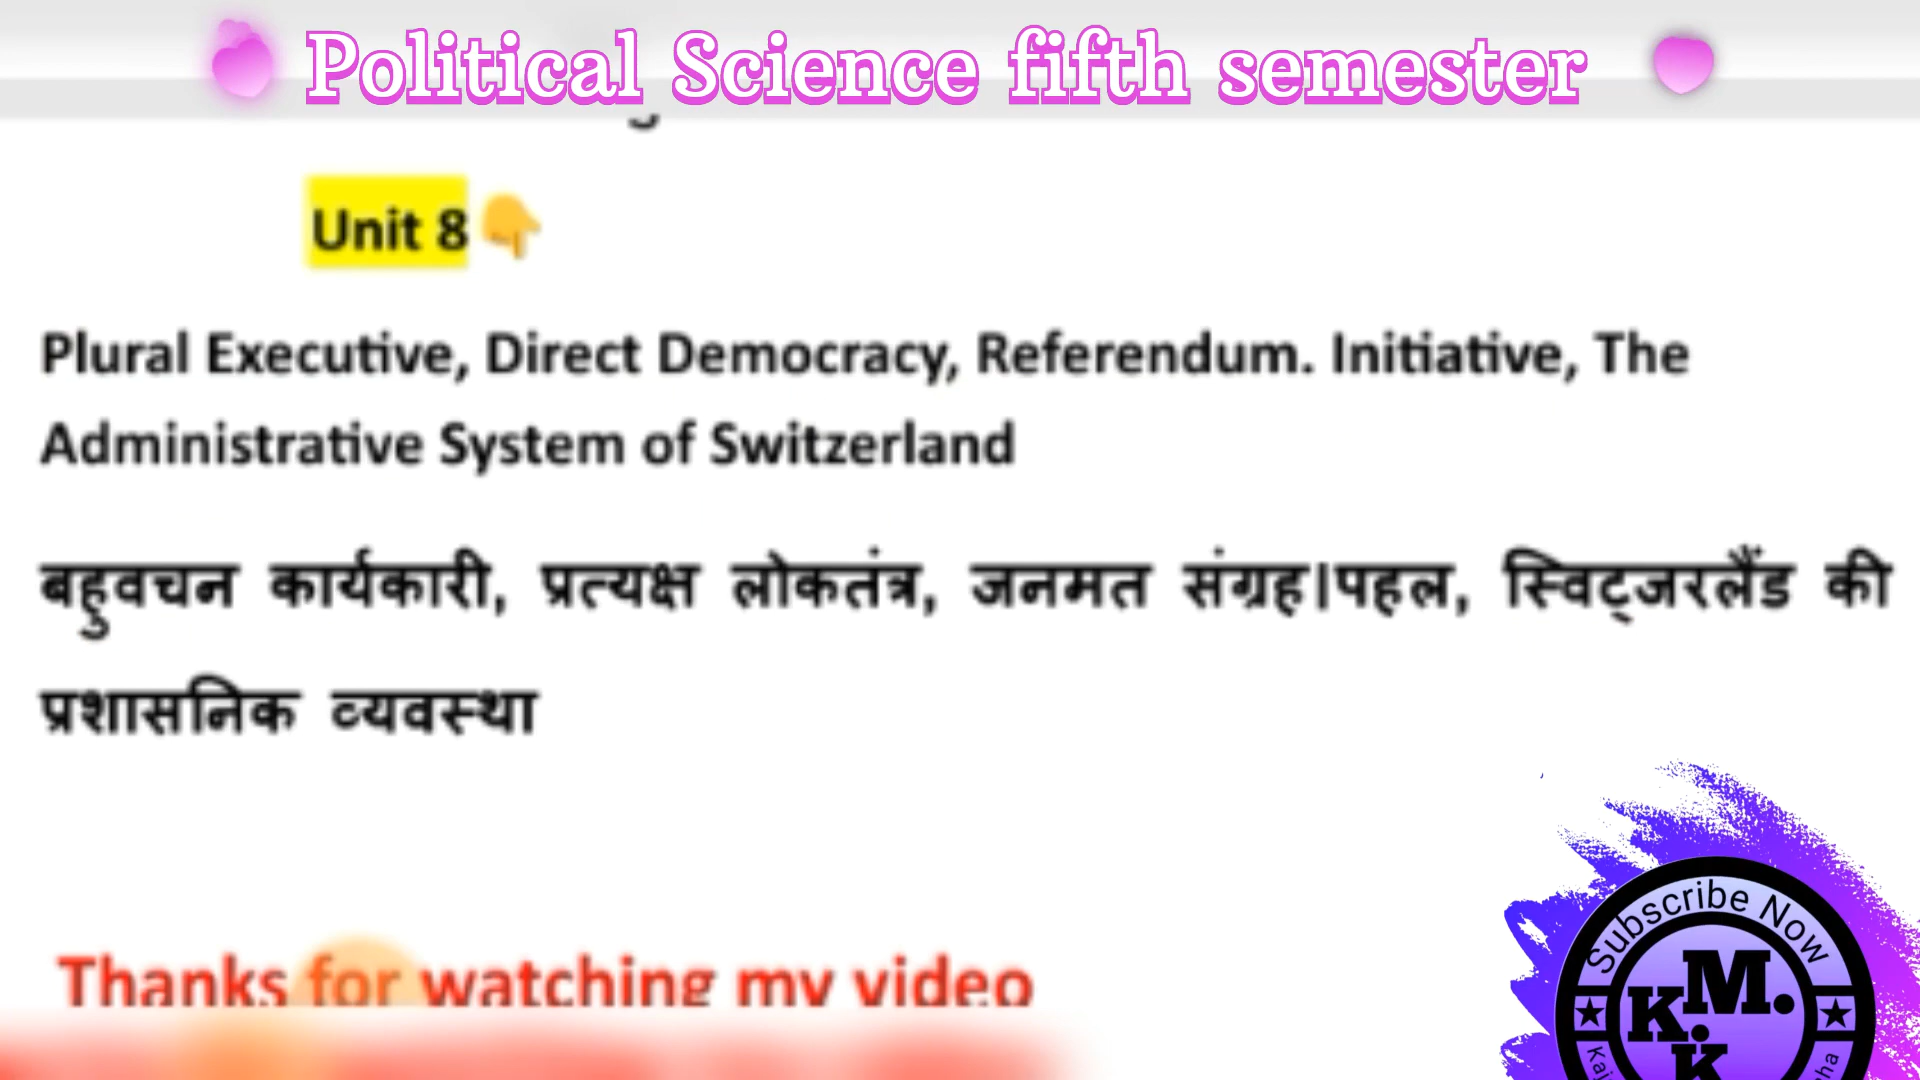 Political Science fifth semester
Unit 8
Plural Executive, Direct Democracy, Referendum. Initiative, The
Administrative System of Switzerland
बहुवचन कार्यकारी, प्रत्यक्ष लोकतंत्र, जनमत संग्रह|पहल, स्विट्जरलैंड की
प्रशासनिक व्यवस्था
Thanks for watching my video
Subscribe Now
K.M.K